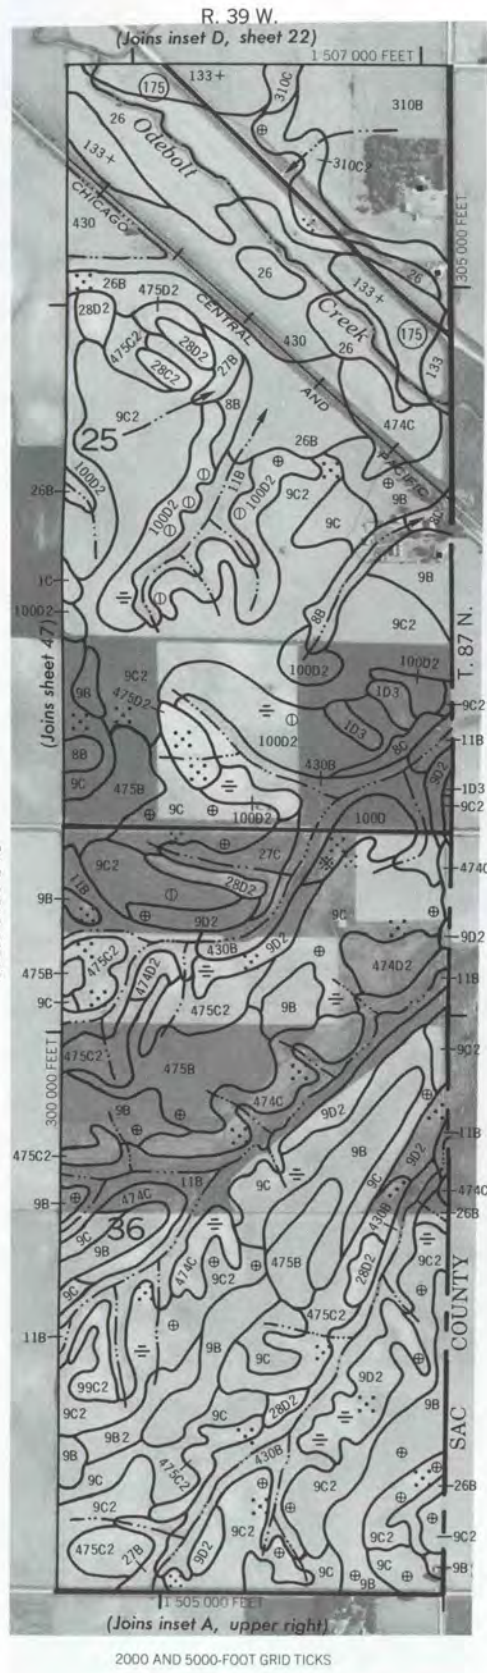 R. 39 W.
(Joins inset D, sheet 22)
1 507 000 FEET
133+
175
310C
310B
26
Odebolt
133+
310C2
CHICAGO
430
305 000 FEET
26
26
133+
26B
475D2
28D2
CENTRAL
Creek
175
430
26
133
475C2
28D2
28C2
27B
AND
9C2
8B
474C
25
26B
PACIFIC
100D2
11B
100D2
9C2
9B
8C
26B
100D2
9C
9B
1C
8B
9C2
100D2
T. 87 N.
(Joins sheet 47)
9C2
100D2
100D2
9B
475D2
1D3
9C2
100D2
1D3
8C
11B
8B
430B
9D2
9C
475B
1D3
9C
100D2
100D
9C2
27C
474C
9C2
28D2
9B
11B
9D2
9C
430B
9D2
9D2
475C2
474D2
474D2
475B
11B
9C
475C2
9B
300 000 FEET
475C2
475B
9D2
474C
9D2
9B
9B
11B
475C2
9D2
11B
9C
9C
474C
474C
9B
36
430B
26B
9C
9B
474C
9C2
475B
28D2
9C2
9C
475C2
11B
9B
COUNTY
9C
9D2
99C2
28D2
9C2
9B
9C
9B2
430B
SAC
9B
475C2
9C
9C2
26B
9C2
9C2
9C2
9C2
475C2
27B
9D2
9C
9C
9B
9B
1 505 000 FEET
(Joins inset A, upper right)
2000 AND 5000-FOOT GRID TICKS